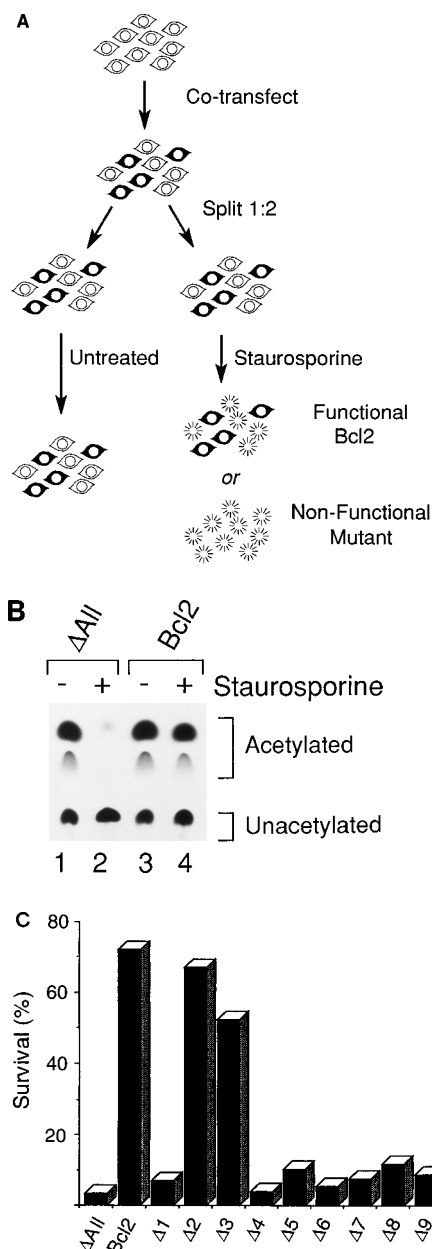 A
Co-transfect
Split 1:2
Untreated
Staurosporine
Functional
Bcl2
or
Non-Functional
Mutant
B
ΔAll
Bcl2
- + - + Staurosporine
Acetylated
Unacetylated
1 2 3 4
C
80
60
40
20
Survival (%)
ΔAll Bcl2 Δ1 Δ2 Δ3 Δ4 Δ5 Δ6 Δ7 Δ8 Δ9